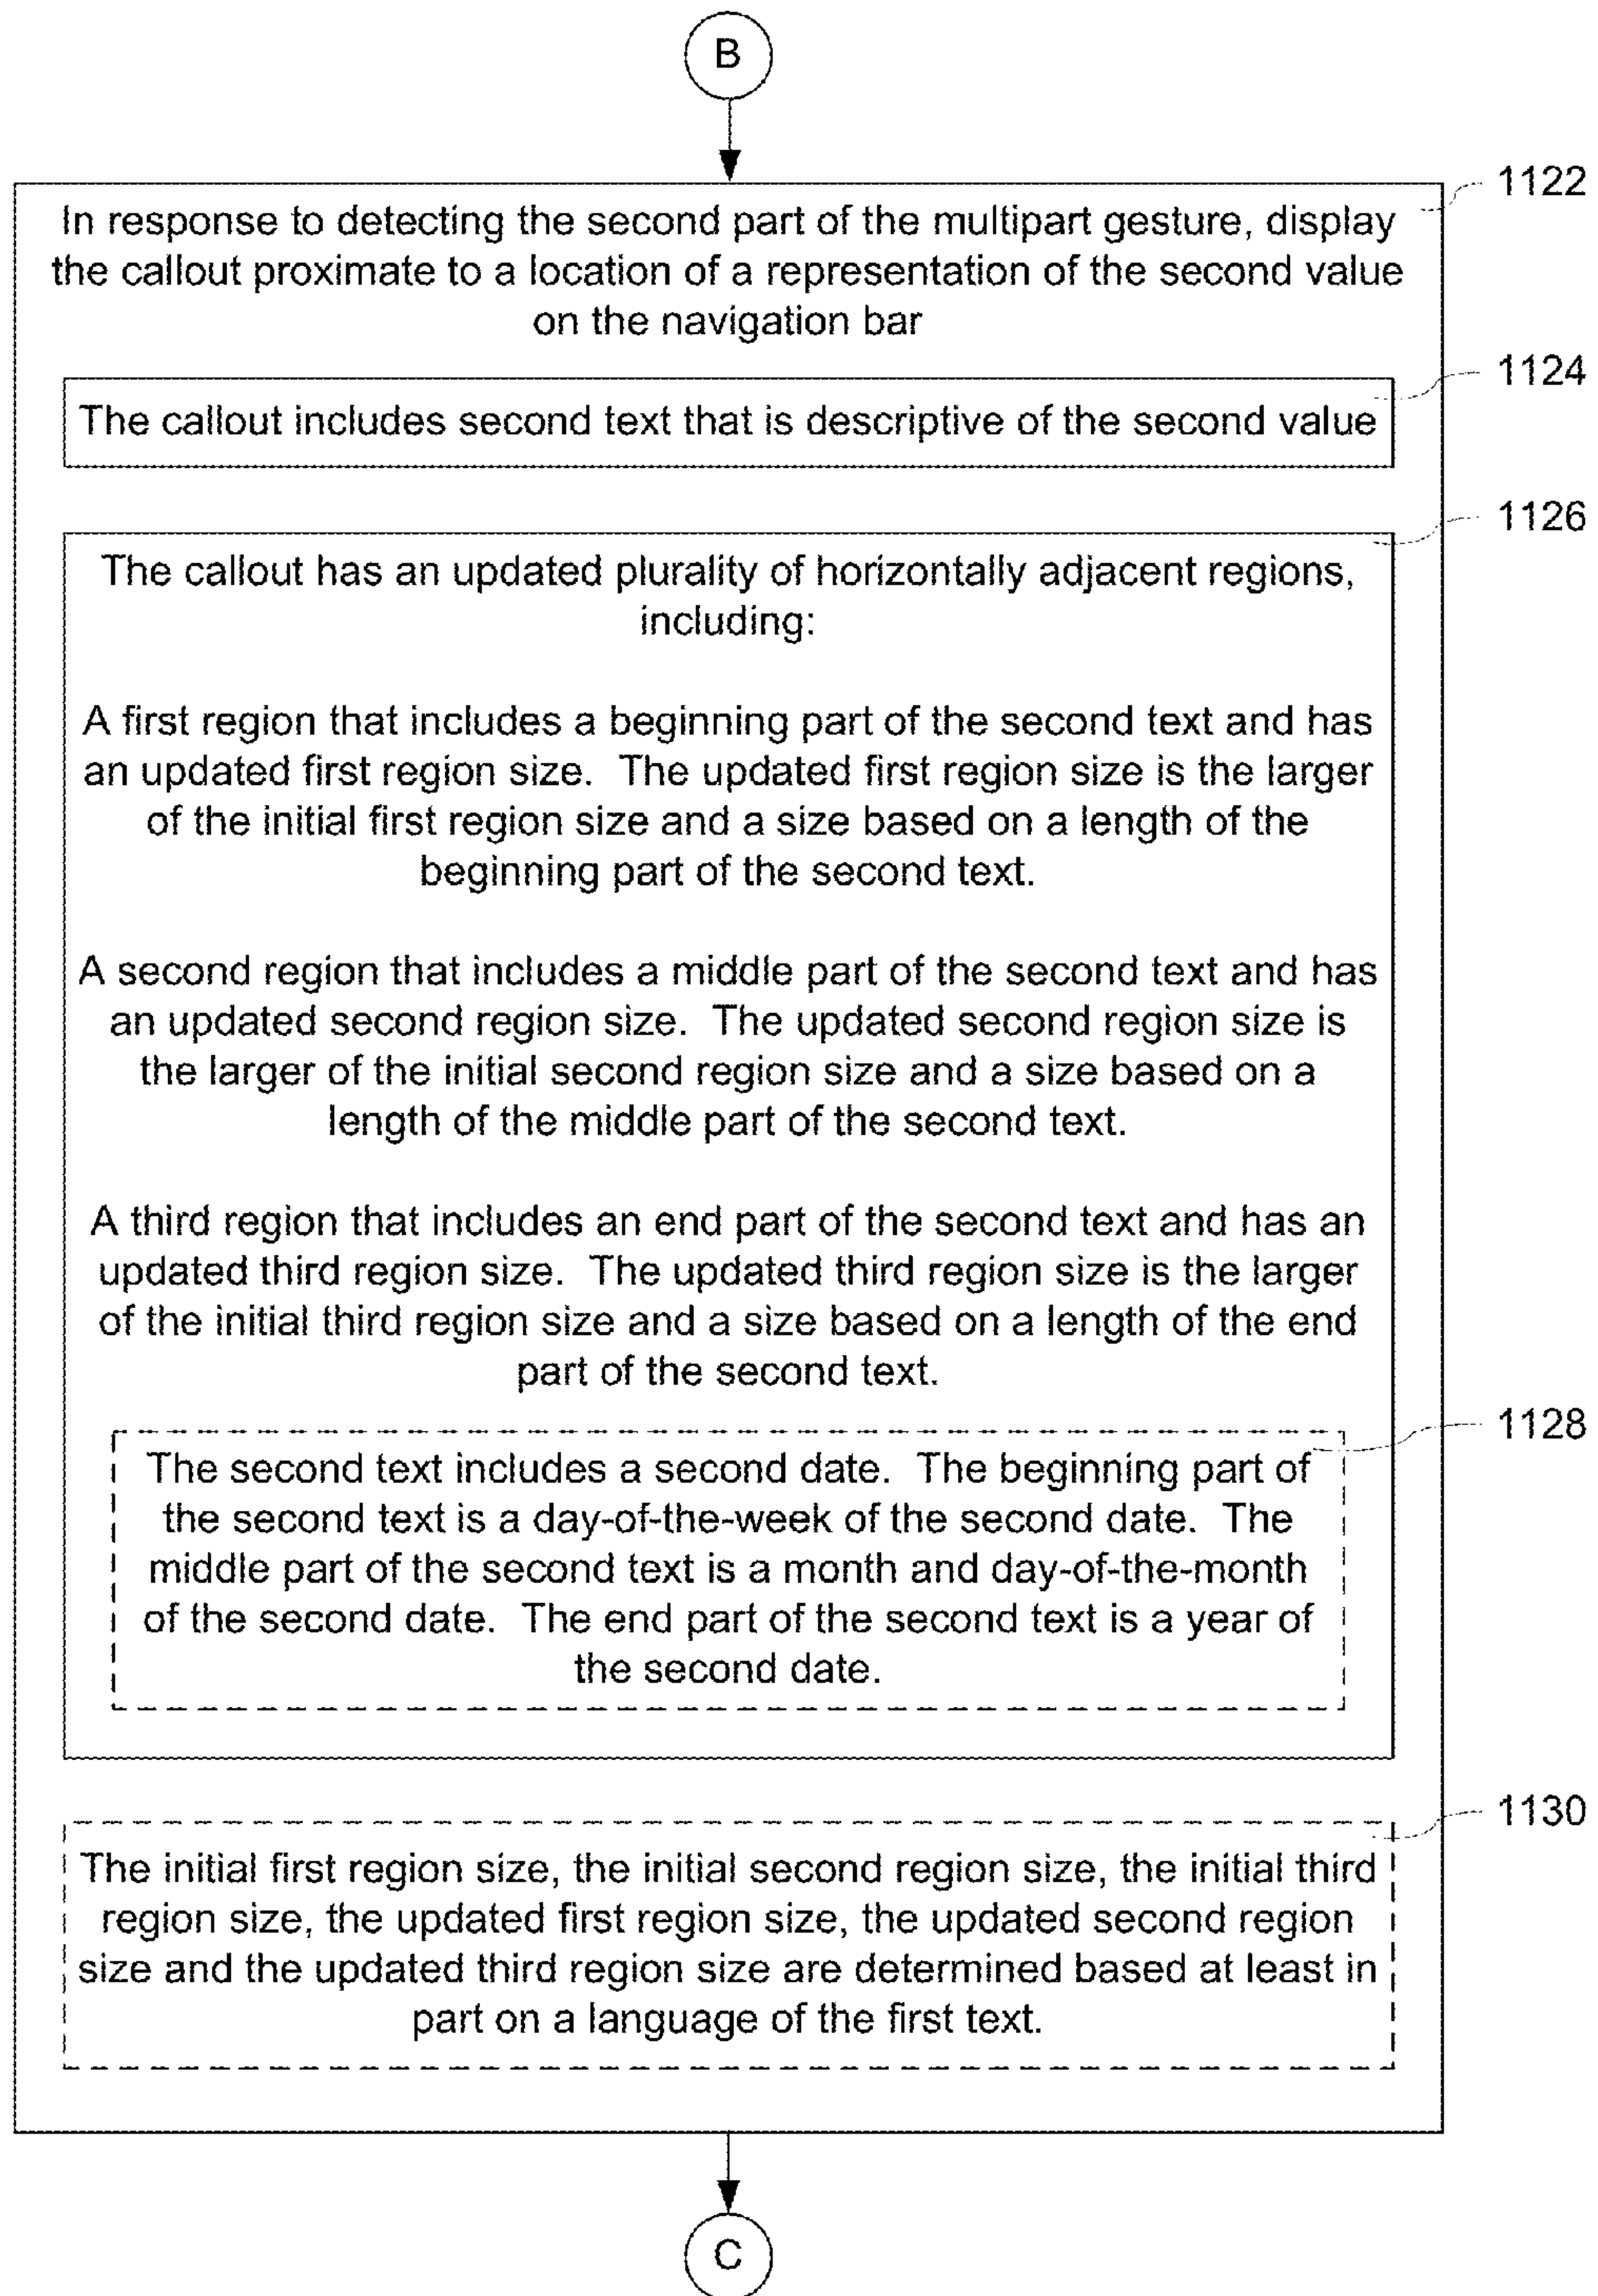 B
1122
In response to detecting the second part of the multipart gesture, display
the callout proximate to a location of a representation of the second value
on the navigation bar
1124
The callout includes second text that is descriptive of the second value
1126
The callout has an updated plurality of horizontally adjacent regions,
including:
A first region that includes a beginning part of the second text and has
an updated first region size.  The updated first region size is the larger
of the initial first region size and a size based on a length of the
beginning part of the second text.
A second region that includes a middle part of the second text and has
an updated second region size.  The updated second region size is
the larger of the initial second region size and a size based on a
length of the middle part of the second text.
A third region that includes an end part of the second text and has an
updated third region size.  The updated third region size is the larger
of the initial third region size and a size based on a length of the end
part of the second text.
1128
The second text includes a second date.  The beginning part of
the second text is a day-of-the-week of the second date.  The
middle part of the second text is a month and day-of-the-month
of the second date.  The end part of the second text is a year of
the second date.
1130
The initial first region size, the initial second region size, the initial third
region size, the updated first region size, the updated second region
size and the updated third region size are determined based at least in
part on a language of the first text.
C